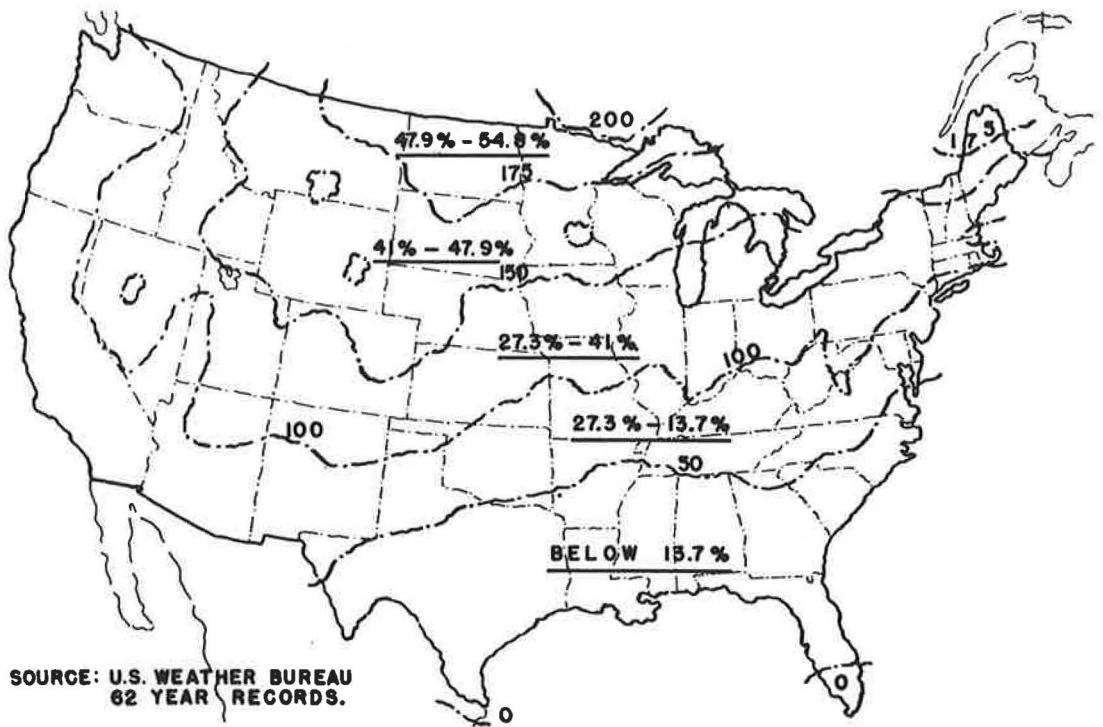 200
175
47.9% - 54.8%
175
41% - 47.9%
150
27.3% - 41%
100
27.3% - 13.7%
100
50
BELOW 13.7%
0
SOURCE: U.S. WEATHER BUREAU
62 YEAR RECORDS.
0